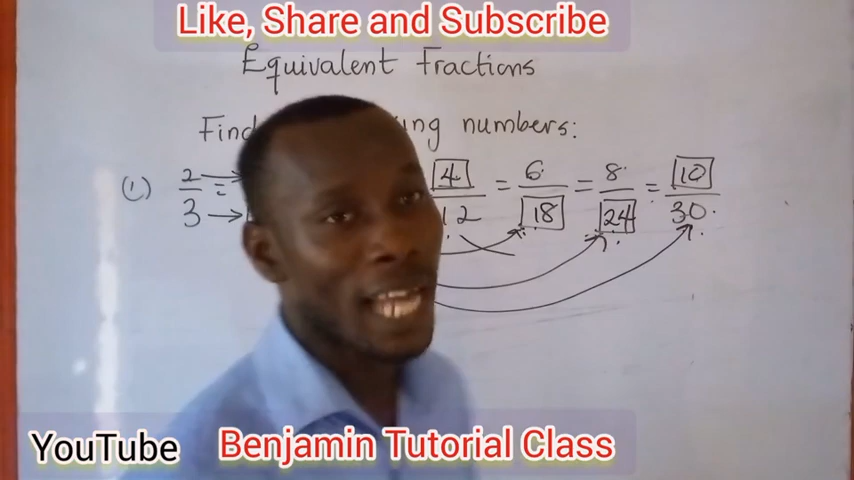 Like, Share and Subscribe
Equivalent Fractions
Find ing numbers:
(1) 2/3 = 4/12 = 6/18 = 8/24 = 10/30
YouTube Benjamin Tutorial Class